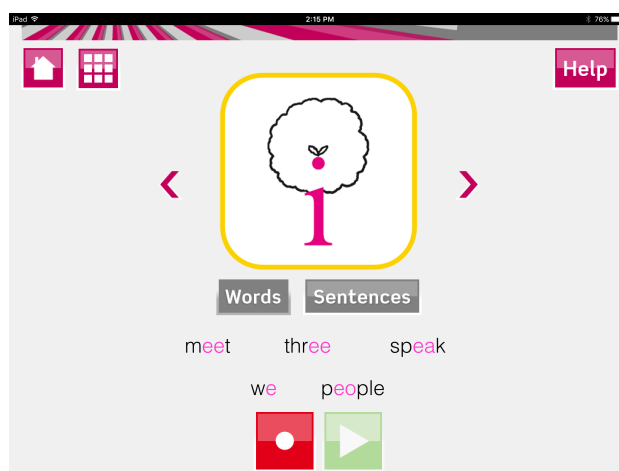 iPad 2:15 PM 76%
Help
i
Words Sentences
meet three speak
we people